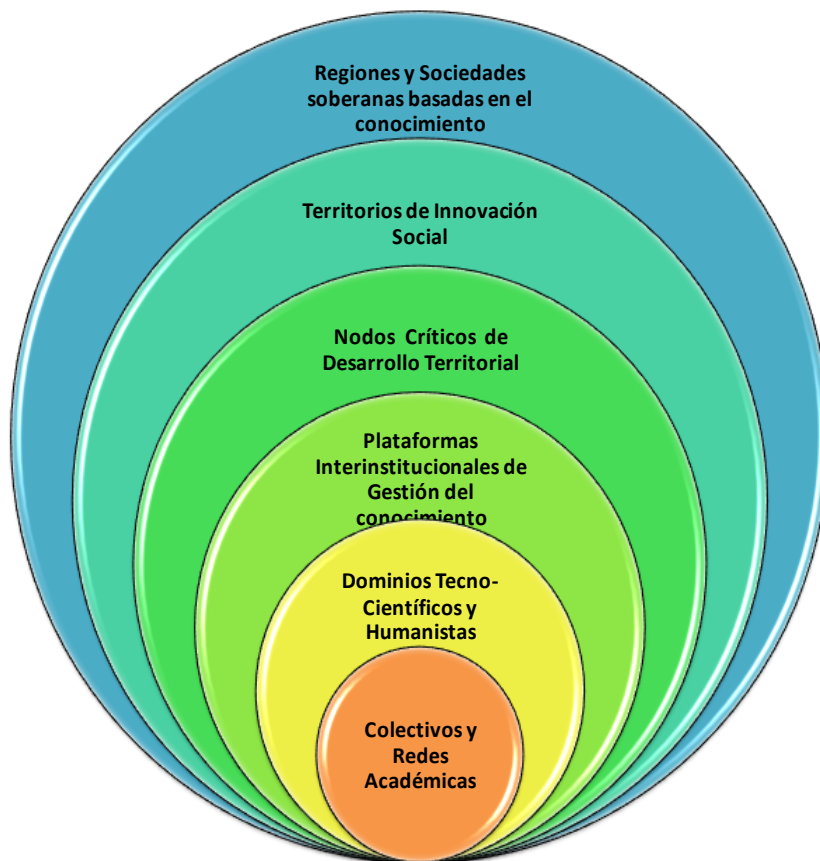 Regiones y Sociedades
soberanas basadas en el
conocimiento
Territorios de Innovación
Social
Nodos Críticos de
Desarrollo Territorial
Plataformas
Interinstitucionales de
Gestión del
conocimiento
Dominios Tecno-
Científicos y
Humanistas
Colectivos y
Redes
Académicas